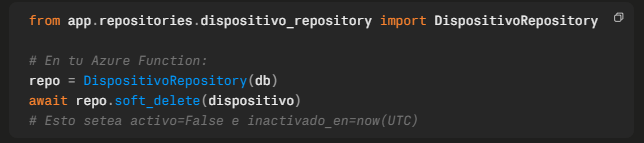 from app.repositories.dispositivo_repository import DispositivoRepository
# En tu Azure Function:
repo = DispositivoRepository(db)
await repo.soft_delete(dispositivo)
# Esto setea activo=False e inactivado_en=now(UTC)